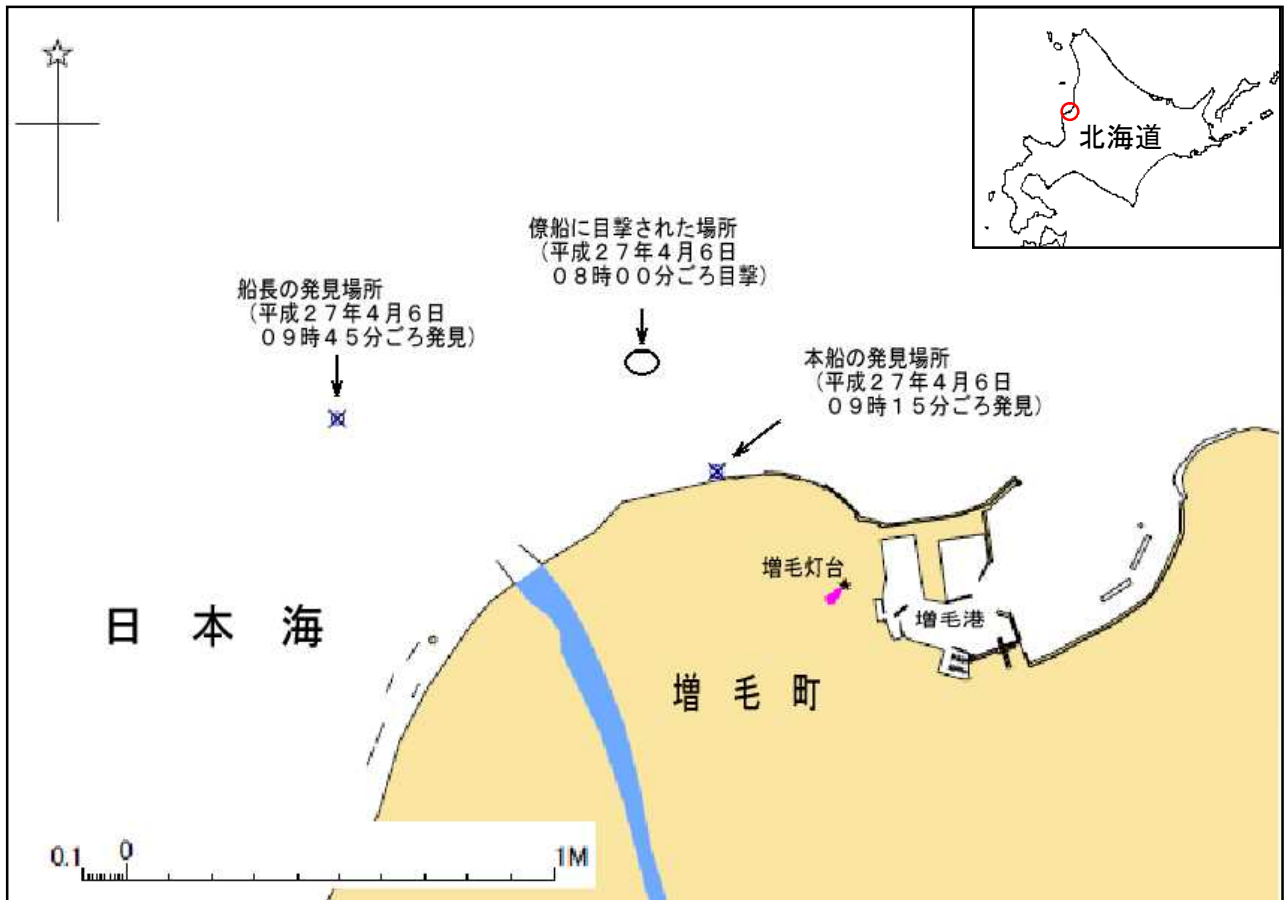 北海道
僚船に目撃された場所
（平成２７年４月６日
０８時００分ごろ目撃）
船長の発見場所
（平成２７年４月６日
０９時４５分ごろ発見）
本船の発見場所
（平成２７年４月６日
０９時１５分ごろ発見）
増毛灯台
増毛港
日本海
増毛町
0.1 0 1M